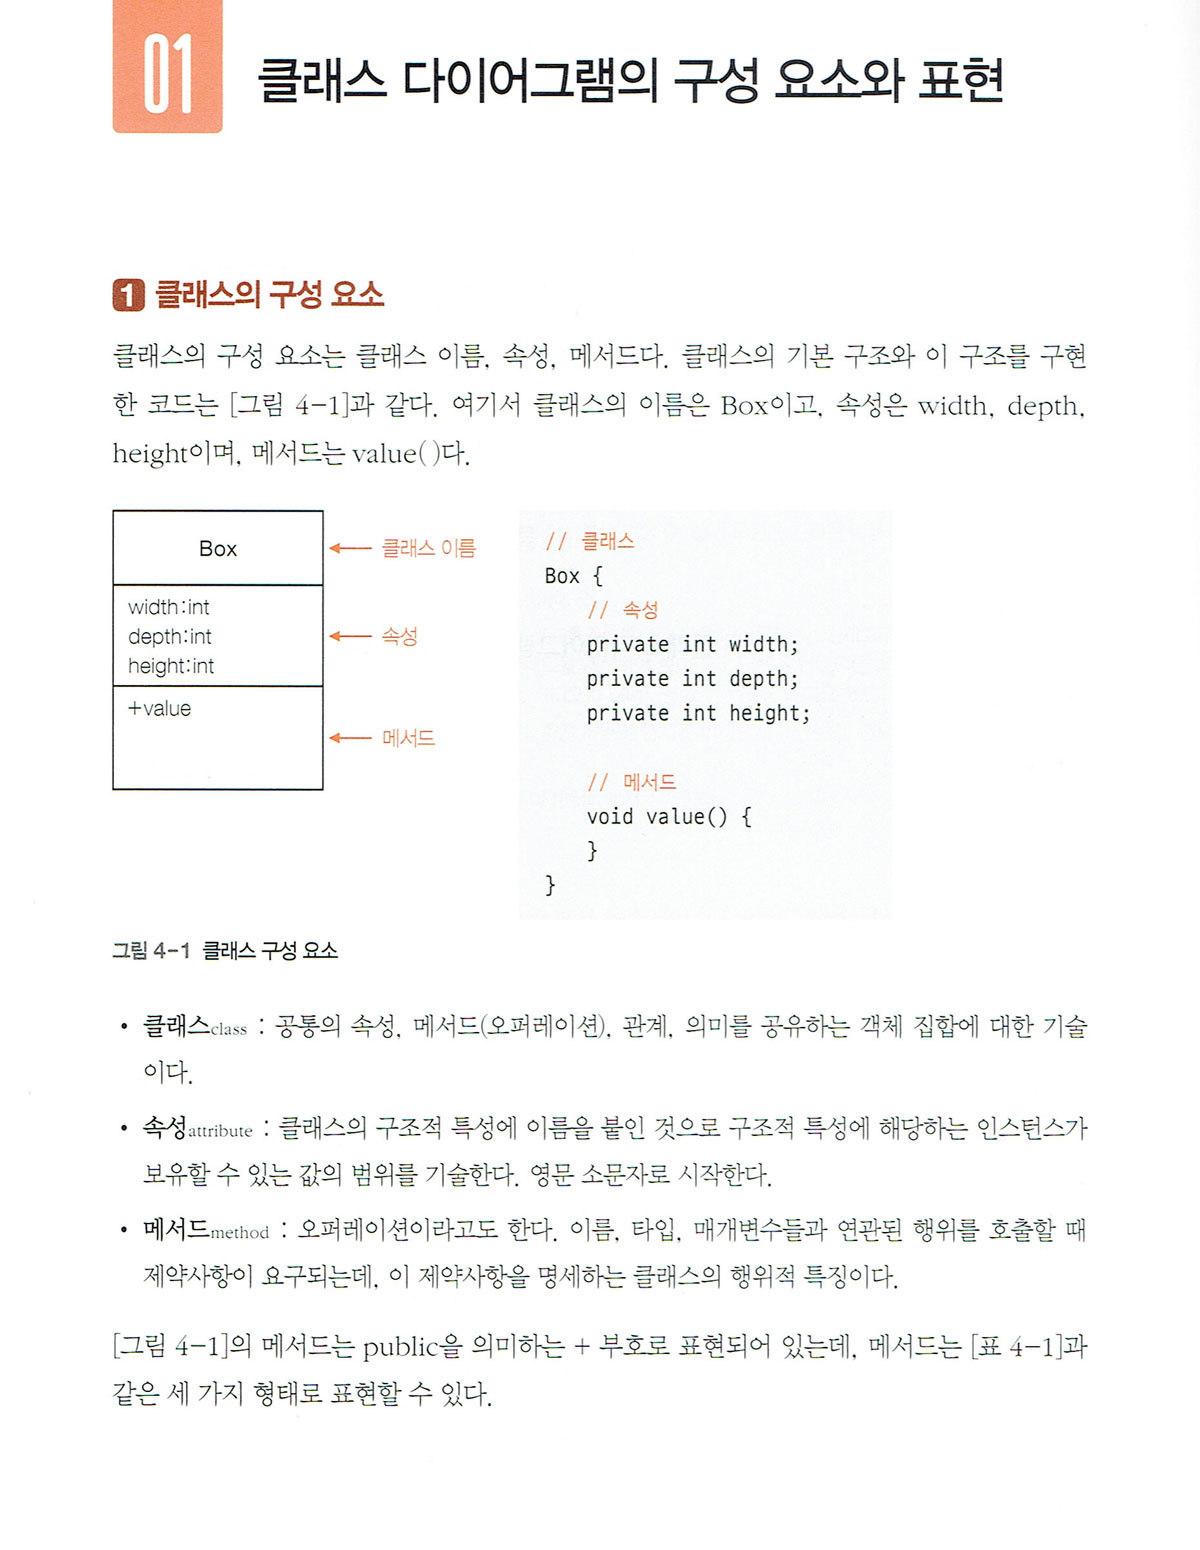 01
클래스 다이어그램의 구성 요소와 표현
1 클래스의 구성 요소
클래스의 구성 요소는 클래스 이름, 속성, 메서드다. 클래스의 기본 구조와 이 구조를 구현
한 코드는 [그림 4-1]과 같다. 여기서 클래스의 이름은 Box이고, 속성은 width, depth,
height이며, 메서드는 value( )다.
Box
클래스 이름
width:int
depth:int
height:int
속성
+value
메서드
// 클래스
Box {
// 속성
private int width;
private int depth;
private int height;
// 메서드
void value() {
}
}
그림 4-1 클래스 구성 요소
• 클래스class : 공통의 속성, 메서드(오퍼레이션), 관계, 의미를 공유하는 객체 집합에 대한 기술
이다.
• 속성attribute : 클래스의 구조적 특성에 이름을 붙인 것으로 구조적 특성에 해당하는 인스턴스가
보유할 수 있는 값의 범위를 기술한다. 영문 소문자로 시작한다.
• 메서드method : 오퍼레이션이라고도 한다. 이름, 타입, 매개변수들과 연관된 행위를 호출할 때
제약사항이 요구되는데, 이 제약사항을 명세하는 클래스의 행위적 특징이다.
[그림 4-1]의 메서드는 public을 의미하는 + 부호로 표현되어 있는데, 메서드는 [표 4-1]과
같은 세 가지 형태로 표현할 수 있다.